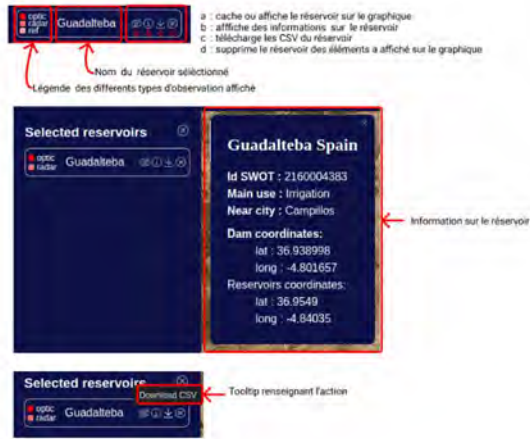 optic
radar
ref
Guadalteba
a : cache ou affiche le réservoir sur le graphique
b : afffiche des informations sur le réservoir
c : télécharge les CSV du réservoir
d : supprime le réservoir des éléments a affiché sur le graphique
Nom du réservoir sélèctionné
Légende des differents types d'observation affiché
Selected reservoirs
optic
radar
Guadalteba
Guadalteba Spain
Id SWOT : 2160004383
Main use : Irrigation
Near city : Campillos
Dam coordinates:
lat : 36.938998
long : -4.801657
Reservoirs coordinates:
lat : 36.9549
long : -4.84035
Information sur le réservoir
Selected reservoirs
Download CSV
optic
radar
Guadalteba
Tooltip renseignant l'action